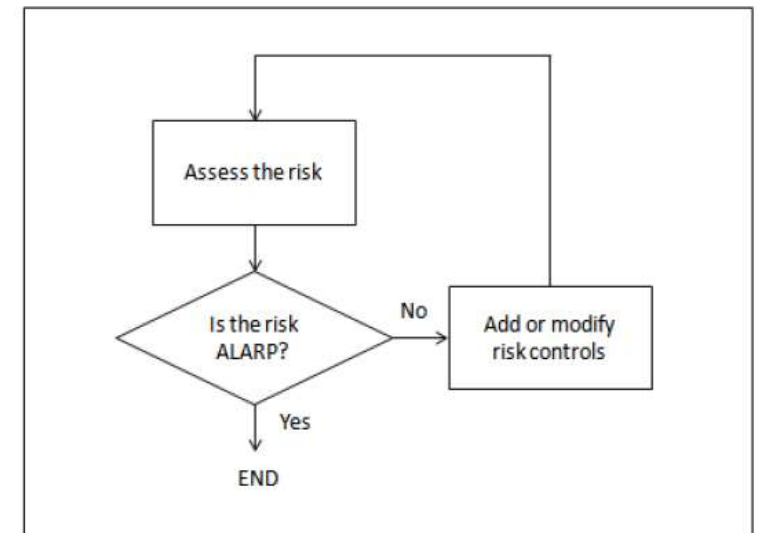 Assess the risk
Is the risk
ALARP?
No
Add or modify
risk controls
Yes
END